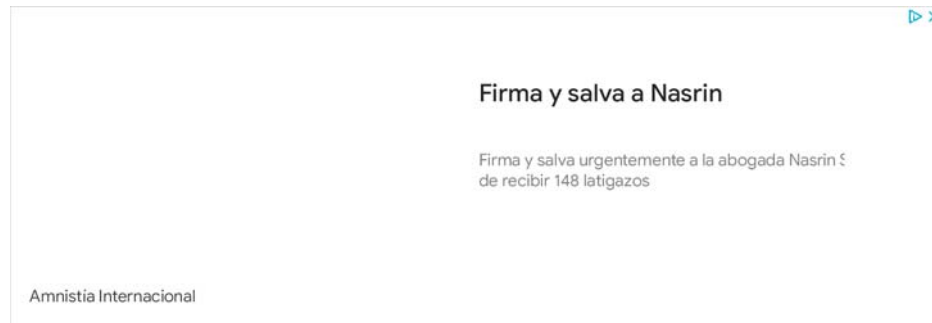 Firma y salva a Nasrin
Firma y salva urgentemente a la abogada Nasrin
de recibir 148 latigazos
Amnistía Internacional